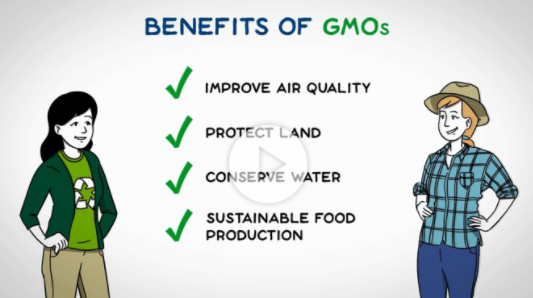 BENEFITS OF GMOs
IMPROVE AIR QUALITY
PROTECT LAND
CONSERVE WATER
SUSTAINABLE FOOD
PRODUCTION